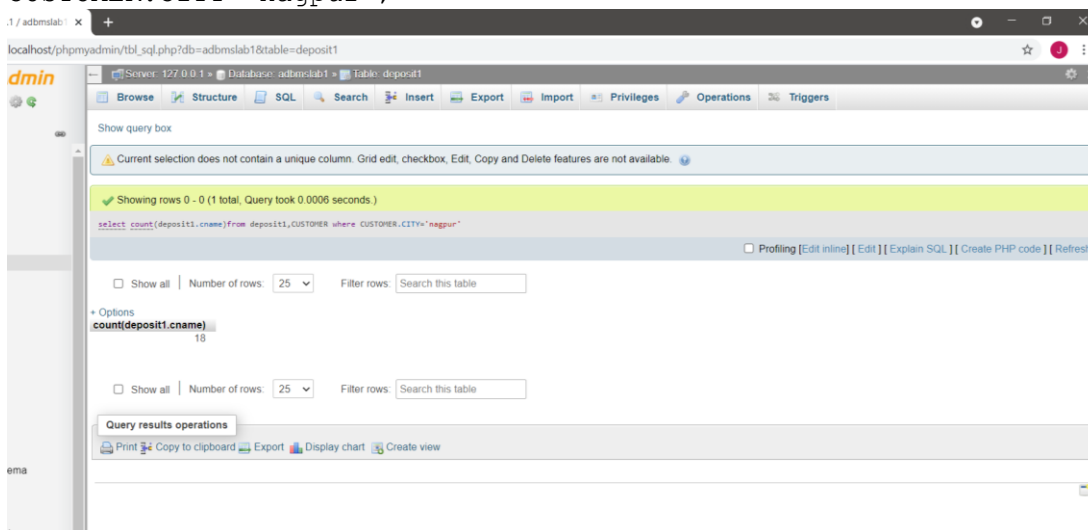 CUSTOMER.CITY='nagpur';
.1 / adbmslab1
localhost/phpmyadmin/tbl_sql.php?db=adbmslab1&table=deposit1
J
dmin
Server: 127.0.0.1 » Database: adbmslab1 » Table: deposit1
Browse Structure SQL Search Insert Export Import Privileges Operations Triggers
Show query box
Current selection does not contain a unique column. Grid edit, checkbox, Edit, Copy and Delete features are not available.
Showing rows 0 - 0 (1 total, Query took 0.0006 seconds.)
select count(deposit1.cname)from deposit1,CUSTOMER where CUSTOMER.CITY='nagpur'
Profiling [Edit inline] [ Edit ] [ Explain SQL ] [ Create PHP code ] [ Refresh
Show all | Number of rows: 25 Filter rows: Search this table
+ Options
count(deposit1.cname)
18
Show all | Number of rows: 25 Filter rows: Search this table
Query results operations
Print Copy to clipboard Export Display chart Create view
ema